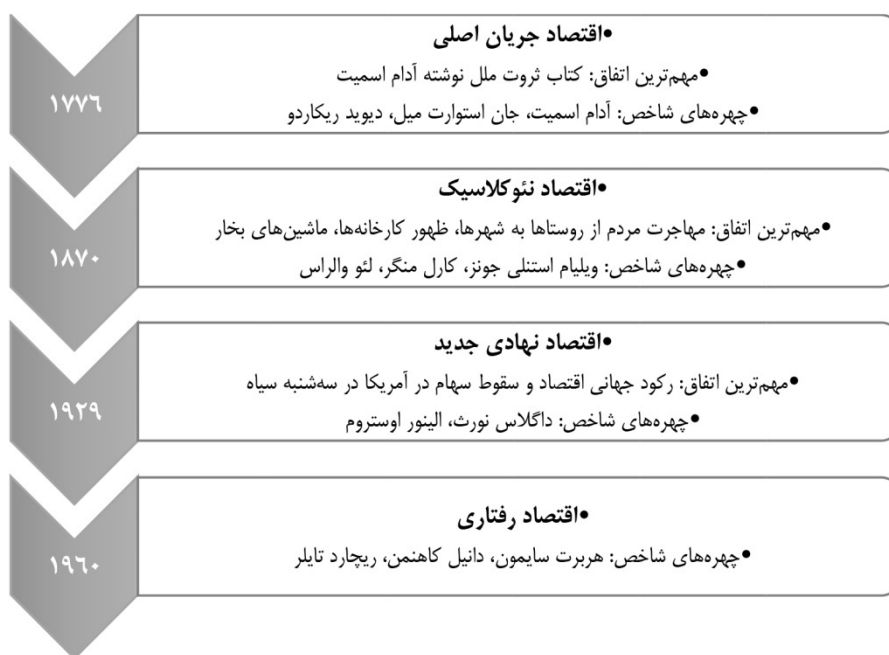 ۱۷۷۶
•اقتصاد جریان اصلی
•مهم‌ترین اتفاق: کتاب ثروت ملل نوشته آدام اسمیت
•چهره‌های شاخص: آدام اسمیت، جان استوارت میل، دیوید ریکاردو
۱۸۷۰
•اقتصاد نئوکلاسیک
•مهم‌ترین اتفاق: مهاجرت مردم از روستاها به شهرها، ظهور کارخانه‌ها، ماشین‌های بخار
•چهره‌های شاخص: ویلیام استنلی جونز، کارل منگر، لئو والراس
۱۹۲۹
•اقتصاد نهادی جدید
•مهم‌ترین اتفاق: رکود جهانی اقتصاد و سقوط سهام در آمریکا در سه‌شنبه سیاه
•چهره‌های شاخص: داگلاس نورث، الینور اوستروم
۱۹۶۰
•اقتصاد رفتاری
•چهره‌های شاخص: هربرت سایمون، دانیل کاهنمن، ریچارد تایلر